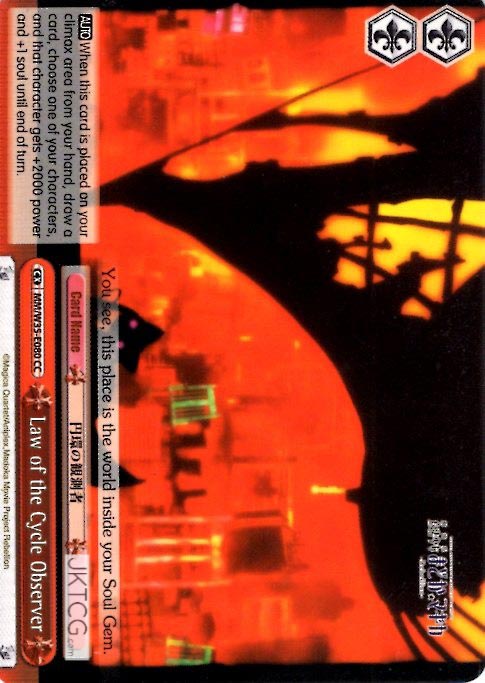 AUTO When this card is placed on your
climax area from your hand, draw a
card, choose one of your characters,
and that character gets +2000 power
and +1 soul until end of turn.
You see, this place is the world inside your Soul Gem.
Card Name
円環の観測者
JKTCG.com
CX MM/W35-E080 CC
Law of the Cycle Observer
©Magica Quartet/Aniplex,Madoka Movie Project Rebellion